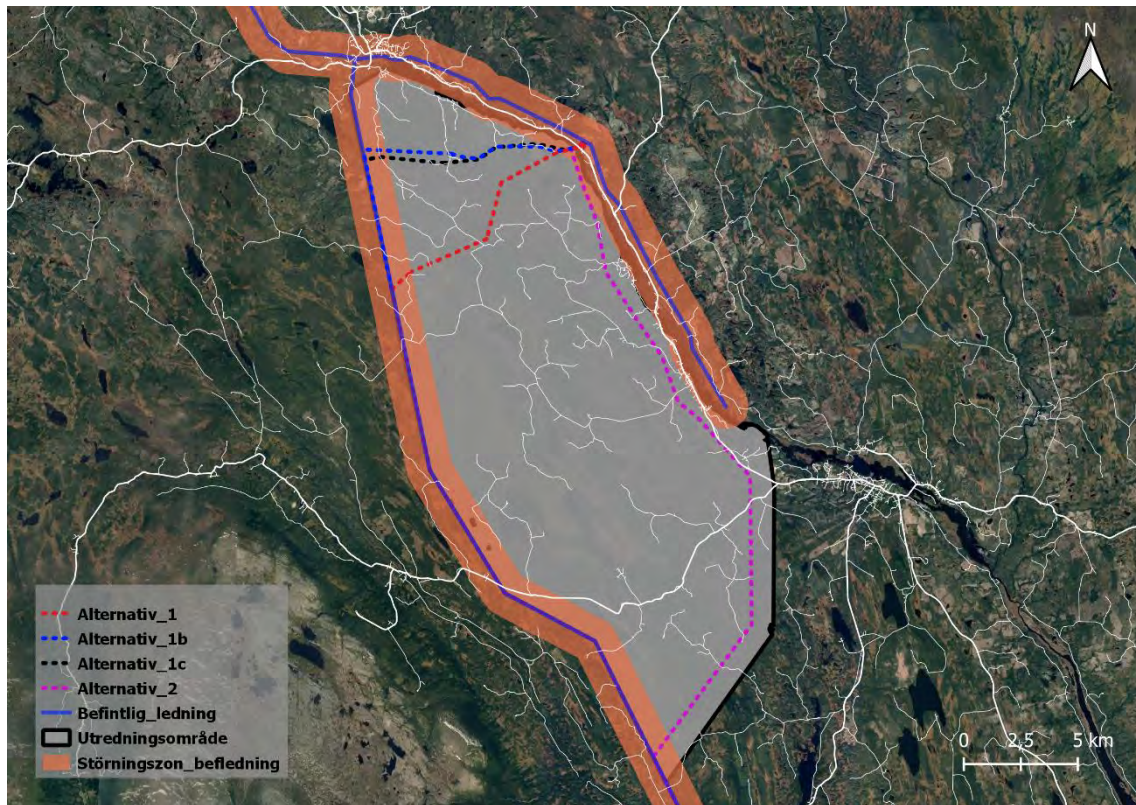 N
Alternativ_1
Alternativ_1b
Alternativ_1c
Alternativ_2
Befintlig_ledning
Utredningsområde
Störningszon_befledning
0 2,5 5 km